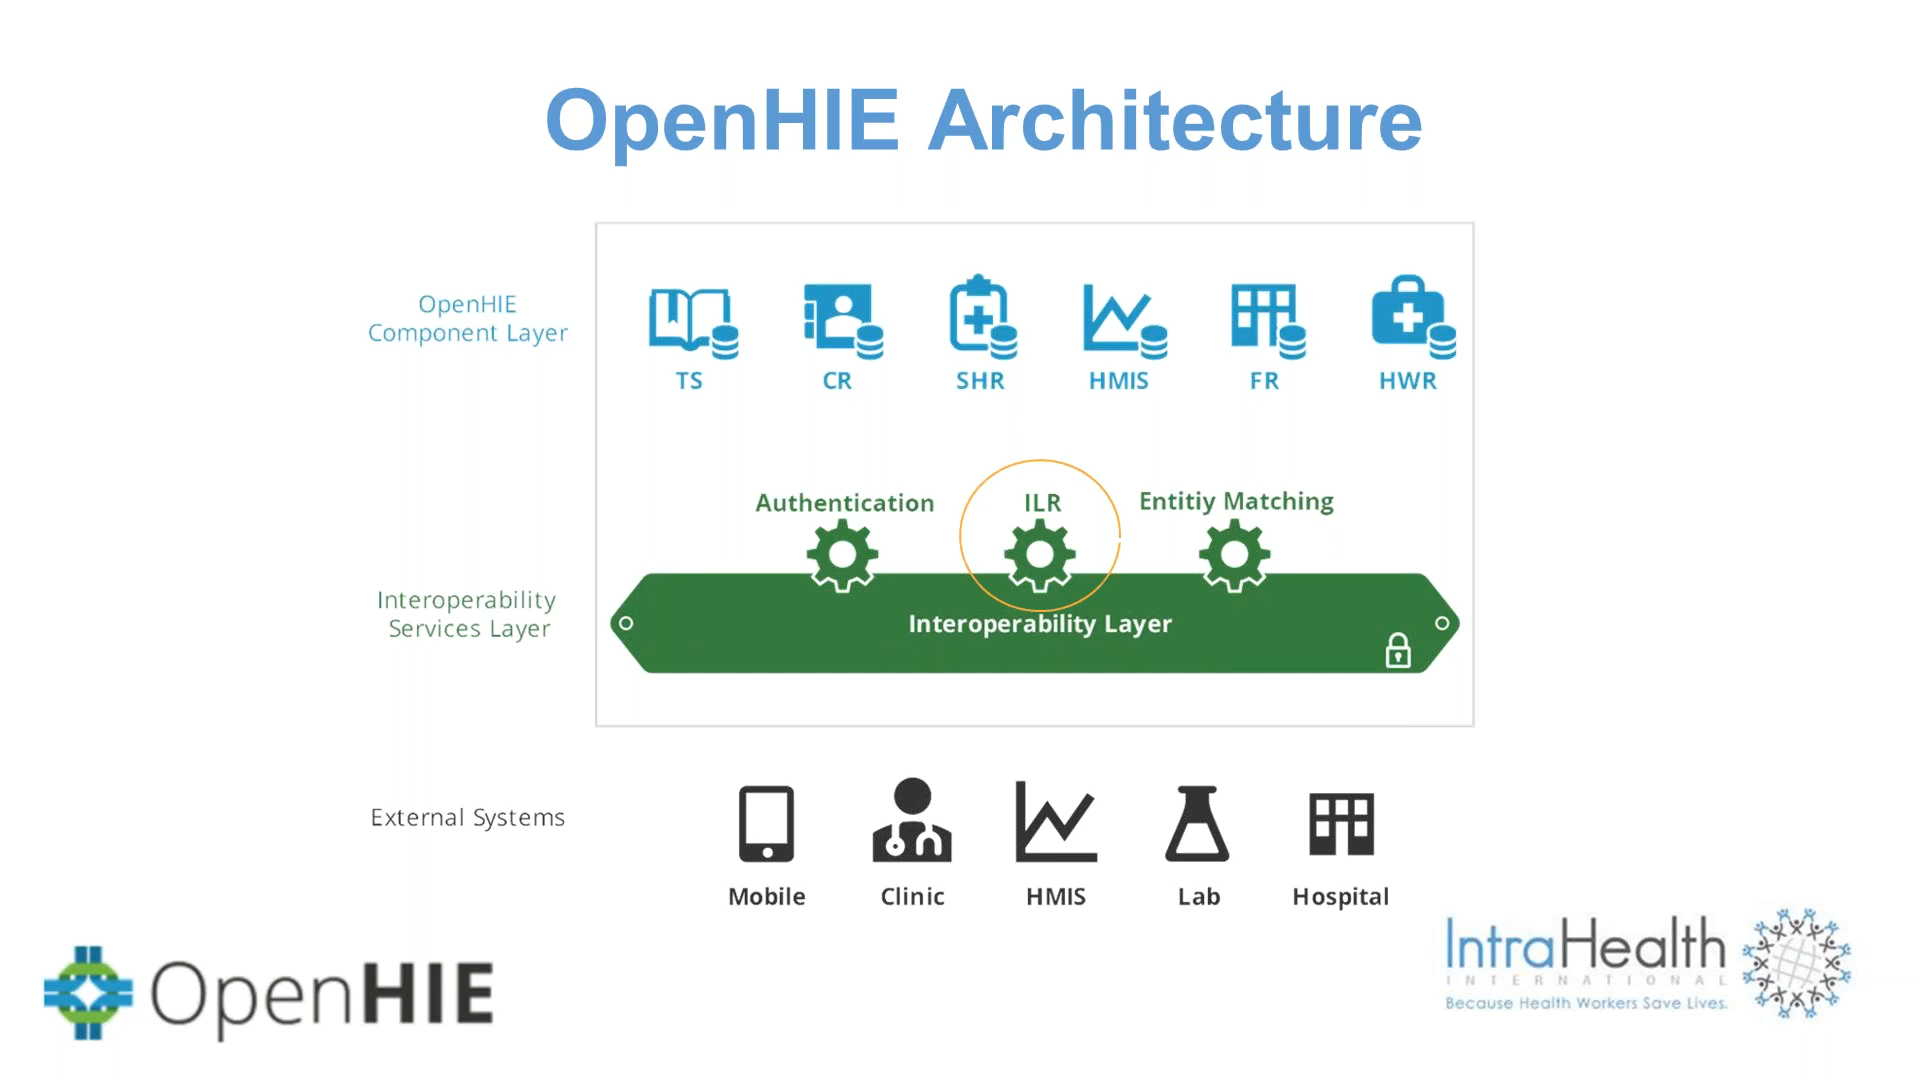 OpenHIE Architecture
OpenHIE
Component Layer
TS
CR
SHR
HMIS
FR
HWR
Authentication
ILR
Entitiy Matching
Interoperability
Services Layer
Interoperability Layer
External Systems
Mobile
Clinic
HMIS
Lab
Hospital
OpenHIE
IntraHealth
INTERNATIONAL
Because Health Workers Save Lives.